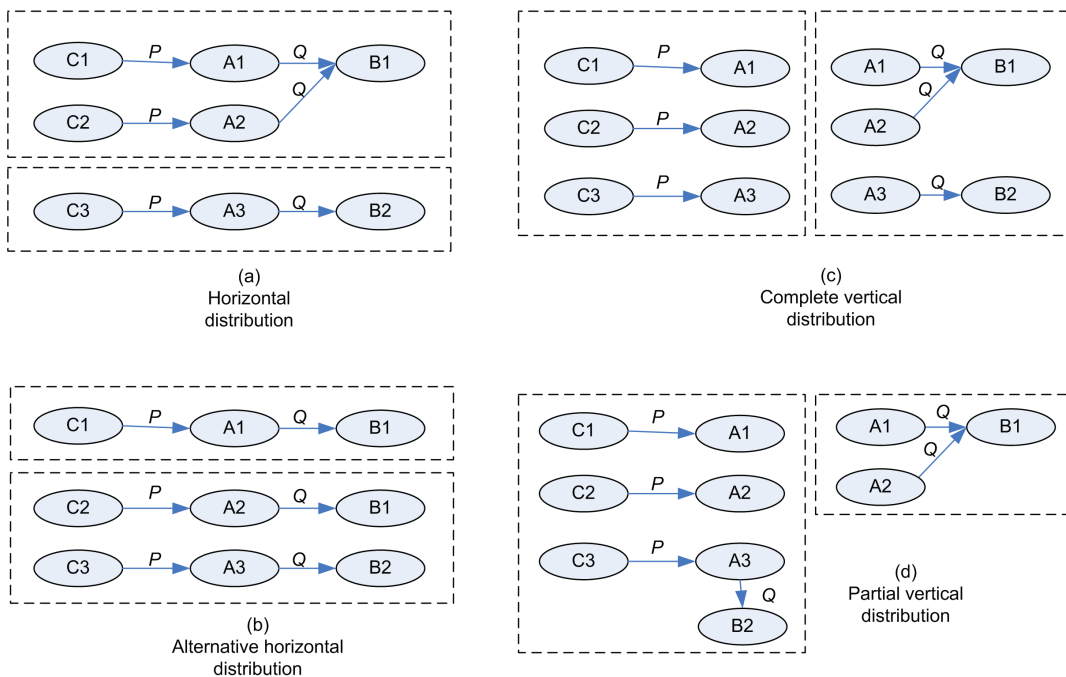 C1 P A1 Q B1
Q
C2 P A2
C3 P A3 Q B2
(a)
Horizontal
distribution
C1 P A1
C2 P A2
C3 P A3
A1 Q B1
Q
A2
A3 Q B2
(c)
Complete vertical
distribution
C1 P A1 Q B1
C2 P A2 Q B1
C3 P A3 Q B2
(b)
Alternative horizontal
distribution
C1 P A1
C2 P A2
C3 P A3
Q
B2
A1 Q B1
Q
A2
(d)
Partial vertical
distribution